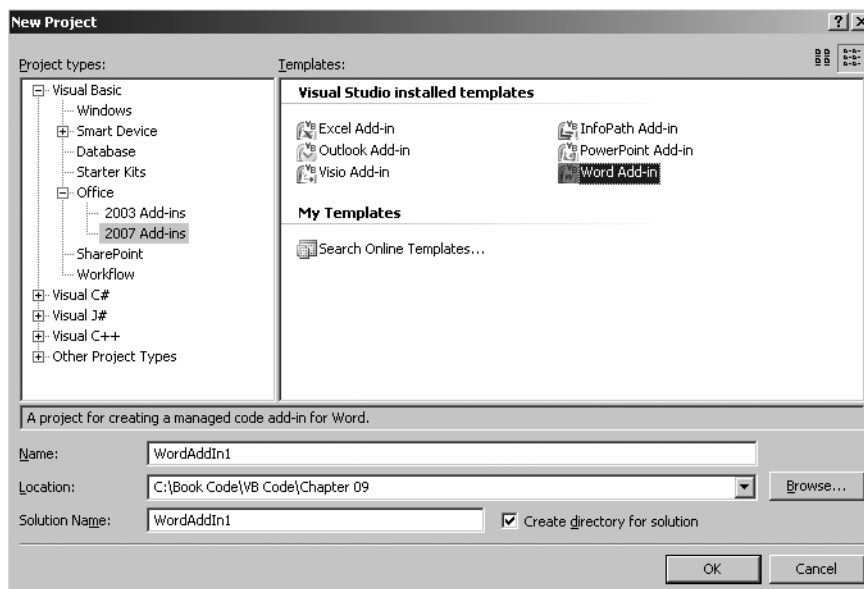 New Project
Project types:
Templates:
Visual Basic
Windows
Smart Device
Database
Starter Kits
Office
2003 Add-ins
2007 Add-ins
SharePoint
Workflow
Visual C#
Visual J#
Visual C++
Other Project Types
Visual Studio installed templates
Excel Add-in
InfoPath Add-in
Outlook Add-in
PowerPoint Add-in
Visio Add-in
Word Add-in
My Templates
Search Online Templates...
A project for creating a managed code add-in for Word.
Name:
WordAddIn1
Location:
C:\Book Code\VB Code\Chapter 09
Browse...
Solution Name:
WordAddIn1
Create directory for solution
OK
Cancel